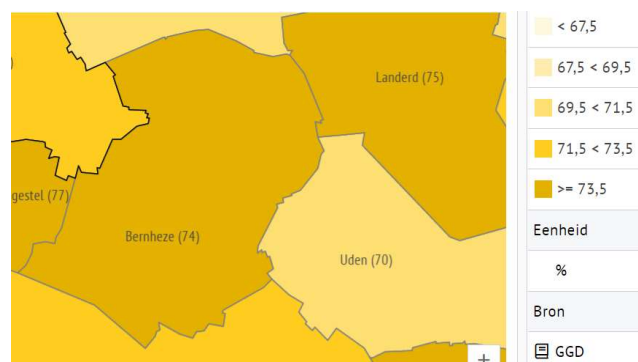 Landerd (75)
gestel (77)
Bernheze (74)
Uden (70)
+
< 67,5
67,5 < 69,5
69,5 < 71,5
71,5 < 73,5
>= 73,5
Eenheid
%
Bron
GGD